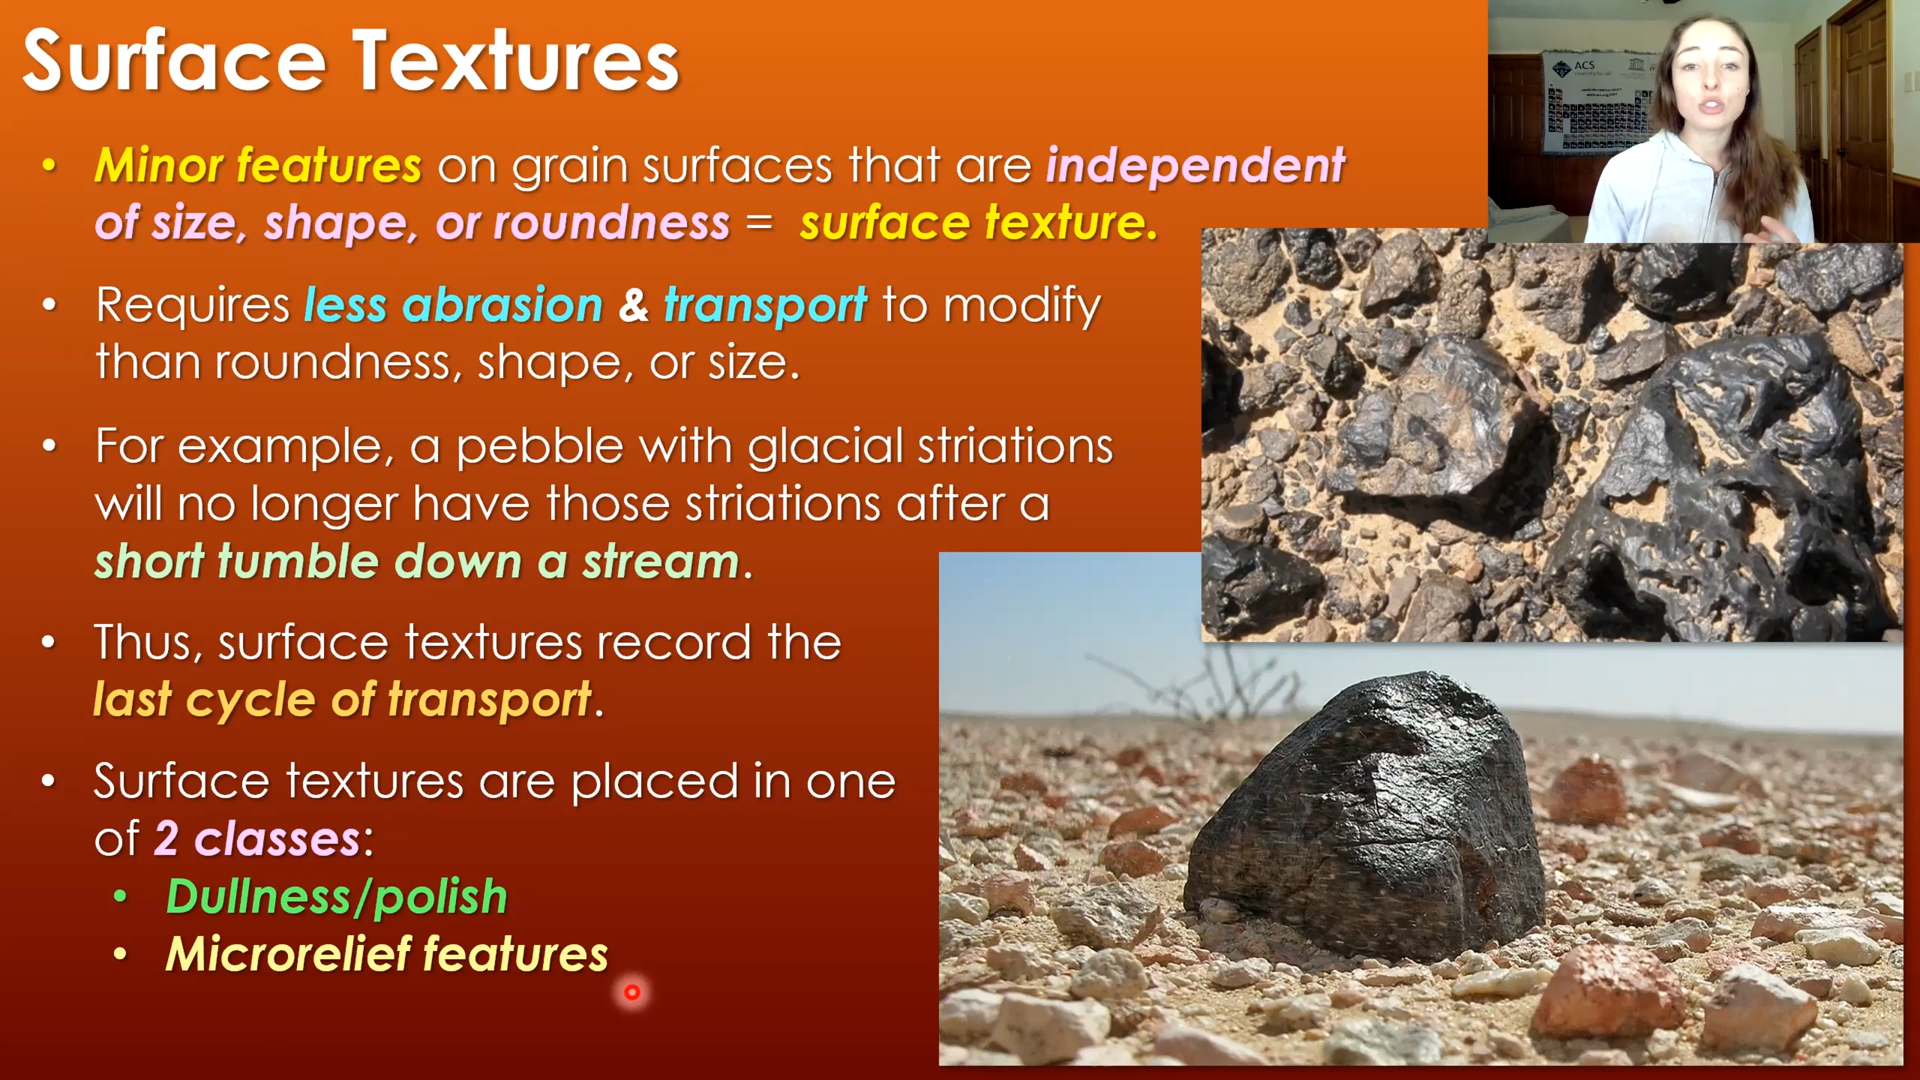 Surface Textures
• Minor features on grain surfaces that are independent
of size, shape, or roundness = surface texture.
• Requires less abrasion & transport to modify
than roundness, shape, or size.
• For example, a pebble with glacial striations
will no longer have those striations after a
short tumble down a stream.
• Thus, surface textures record the
last cycle of transport.
• Surface textures are placed in one
of 2 classes:
• Dullness/polish
• Microrelief features
ACS